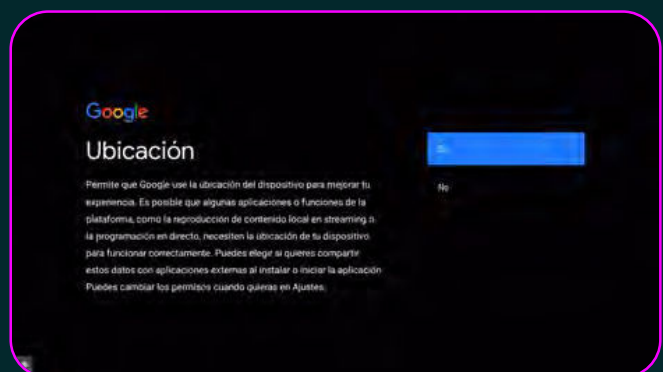 Google
Ubicación
Permite que Google use la ubicación del dispositivo para mejorar tu
experiencia. Es posible que algunas aplicaciones o funciones de la
plataforma, como la reproducción de contenido local en streaming o
la programación en directo, necesiten la ubicación de tu dispositivo
para funcionar correctamente. Puedes elegir si quieres compartir
estos datos con aplicaciones externas al instalar o iniciar la aplicación
Puedes cambiar los permisos cuando quieras en Ajustes.
No